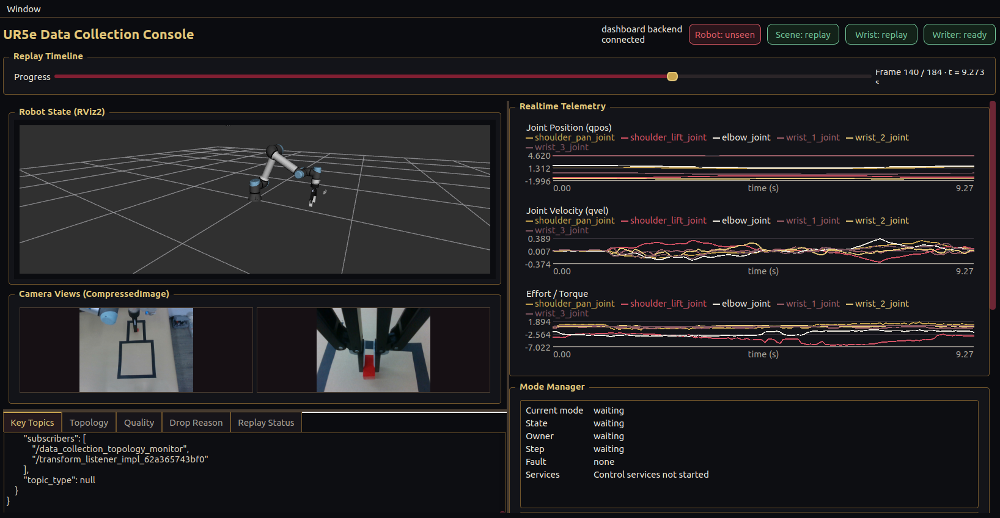 Window
UR5e Data Collection Console
dashboard backend
connected
Robot: unseen
Scene: replay
Wrist: replay
Writer: ready
Replay Timeline
Progress
Frame 140 / 184 · t = 9.273
s
Robot State (RViz2)
Camera Views (CompressedImage)
Key Topics
Topology
Quality
Drop Reason
Replay Status
"subscribers": [
"/data_collection_topology_monitor",
"/transform_listener_impl_62a365743bf0"
],
"topic_type": null
}
}
Realtime Telemetry
Joint Position (qpos)
shoulder_pan_joint shoulder_lift_joint elbow_joint wrist_1_joint wrist_2_joint
wrist_3_joint
4.620
1.312
-1.996
0.00 time (s) 9.27
Joint Velocity (qvel)
shoulder_pan_joint shoulder_lift_joint elbow_joint wrist_1_joint wrist_2_joint
wrist_3_joint
0.389
0.007
-0.374
0.00 time (s) 9.27
Effort / Torque
shoulder_pan_joint shoulder_lift_joint elbow_joint wrist_1_joint wrist_2_joint
wrist_3_joint
1.894
-2.564
-7.022
0.00 time (s) 9.27
Mode Manager
Current mode waiting
State waiting
Owner waiting
Step waiting
Fault none
Services Control services not started